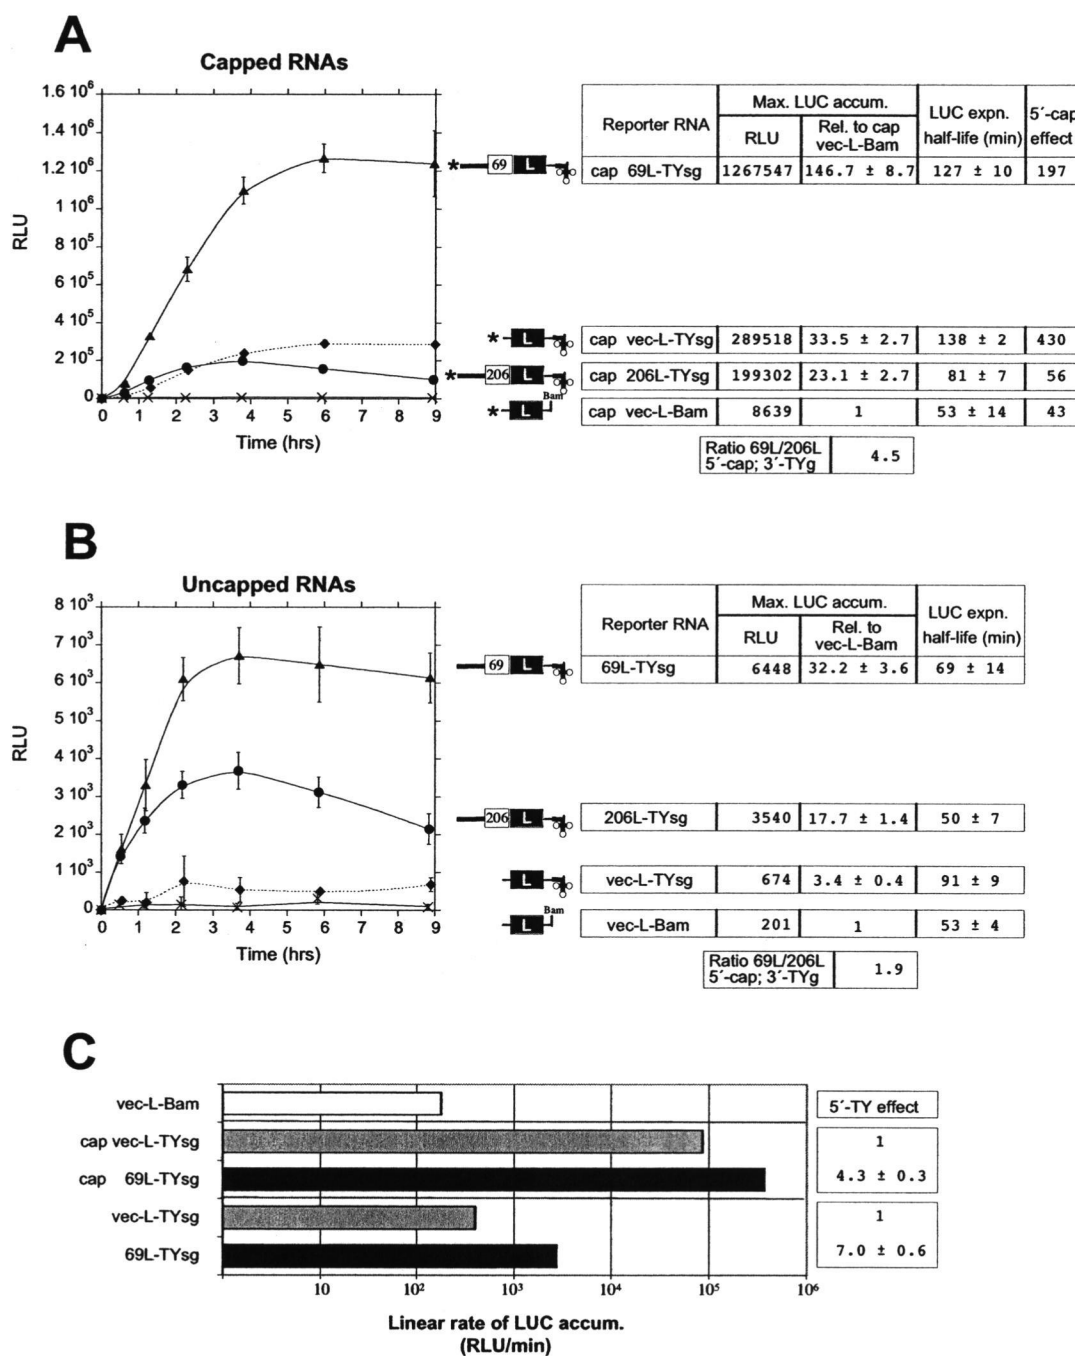 A
Capped RNAs
1.6 10⁶
1.4 10⁶
1.2 10⁶
1 10⁶
8 10⁵
6 10⁵
4 10⁵
2 10⁵
0
RLU
0 1 2 3 4 5 6 7 8 9
Time (hrs)
* 69 L
* L
* 206 L
* L Bam
Reporter RNA
Max. LUC accum.
RLU
Rel. to cap
vec-L-Bam
LUC expn.
half-life (min)
5´-cap
effect
cap 69L-TYsg 1267547 146.7 ± 8.7 127 ± 10 197
cap vec-L-TYsg 289518 33.5 ± 2.7 138 ± 2 430
cap 206L-TYsg 199302 23.1 ± 2.7 81 ± 7 56
cap vec-L-Bam 8639 1 53 ± 14 43
Ratio 69L/206L
5´-cap; 3´-TYg
4.5
B
Uncapped RNAs
8 10³
7 10³
6 10³
5 10³
4 10³
3 10³
2 10³
1 10³
0
RLU
0 1 2 3 4 5 6 7 8 9
Time (hrs)
69 L
206 L
L
L Bam
Reporter RNA
Max. LUC accum.
RLU
Rel. to
vec-L-Bam
LUC expn.
half-life (min)
69L-TYsg 6448 32.2 ± 3.6 69 ± 14
206L-TYsg 3540 17.7 ± 1.4 50 ± 7
vec-L-TYsg 674 3.4 ± 0.4 91 ± 9
vec-L-Bam 201 1 53 ± 4
Ratio 69L/206L
5´-cap; 3´-TYg
1.9
C
vec-L-Bam
cap vec-L-TYsg
cap 69L-TYsg
vec-L-TYsg
69L-TYsg
5´-TY effect
1
4.3 ± 0.3
1
7.0 ± 0.6
10 10² 10³ 10⁴ 10⁵ 10⁶
Linear rate of LUC accum.
(RLU/min)